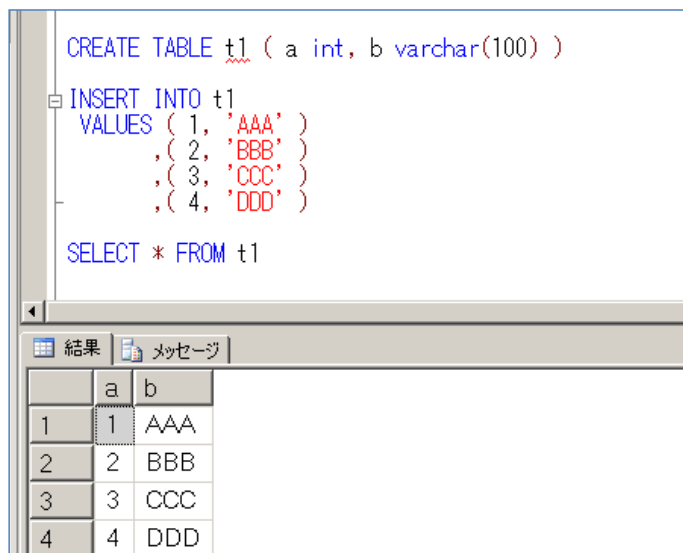 CREATE TABLE t1 ( a int, b varchar(100) )
INSERT INTO t1
VALUES ( 1, 'AAA' )
,( 2, 'BBB' )
,( 3, 'CCC' )
,( 4, 'DDD' )
SELECT * FROM t1
結果 メッセージ
a b
1 1 AAA
2 2 BBB
3 3 CCC
4 4 DDD